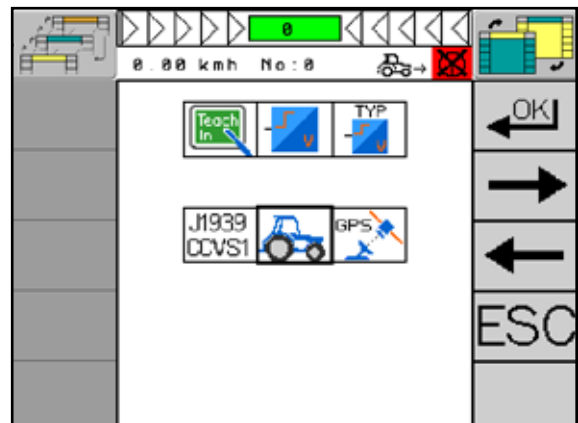 0
0.00 kmh No:0
OK
Teach In
V
TYP
V
J1939
CCVS1
GPS
ESC